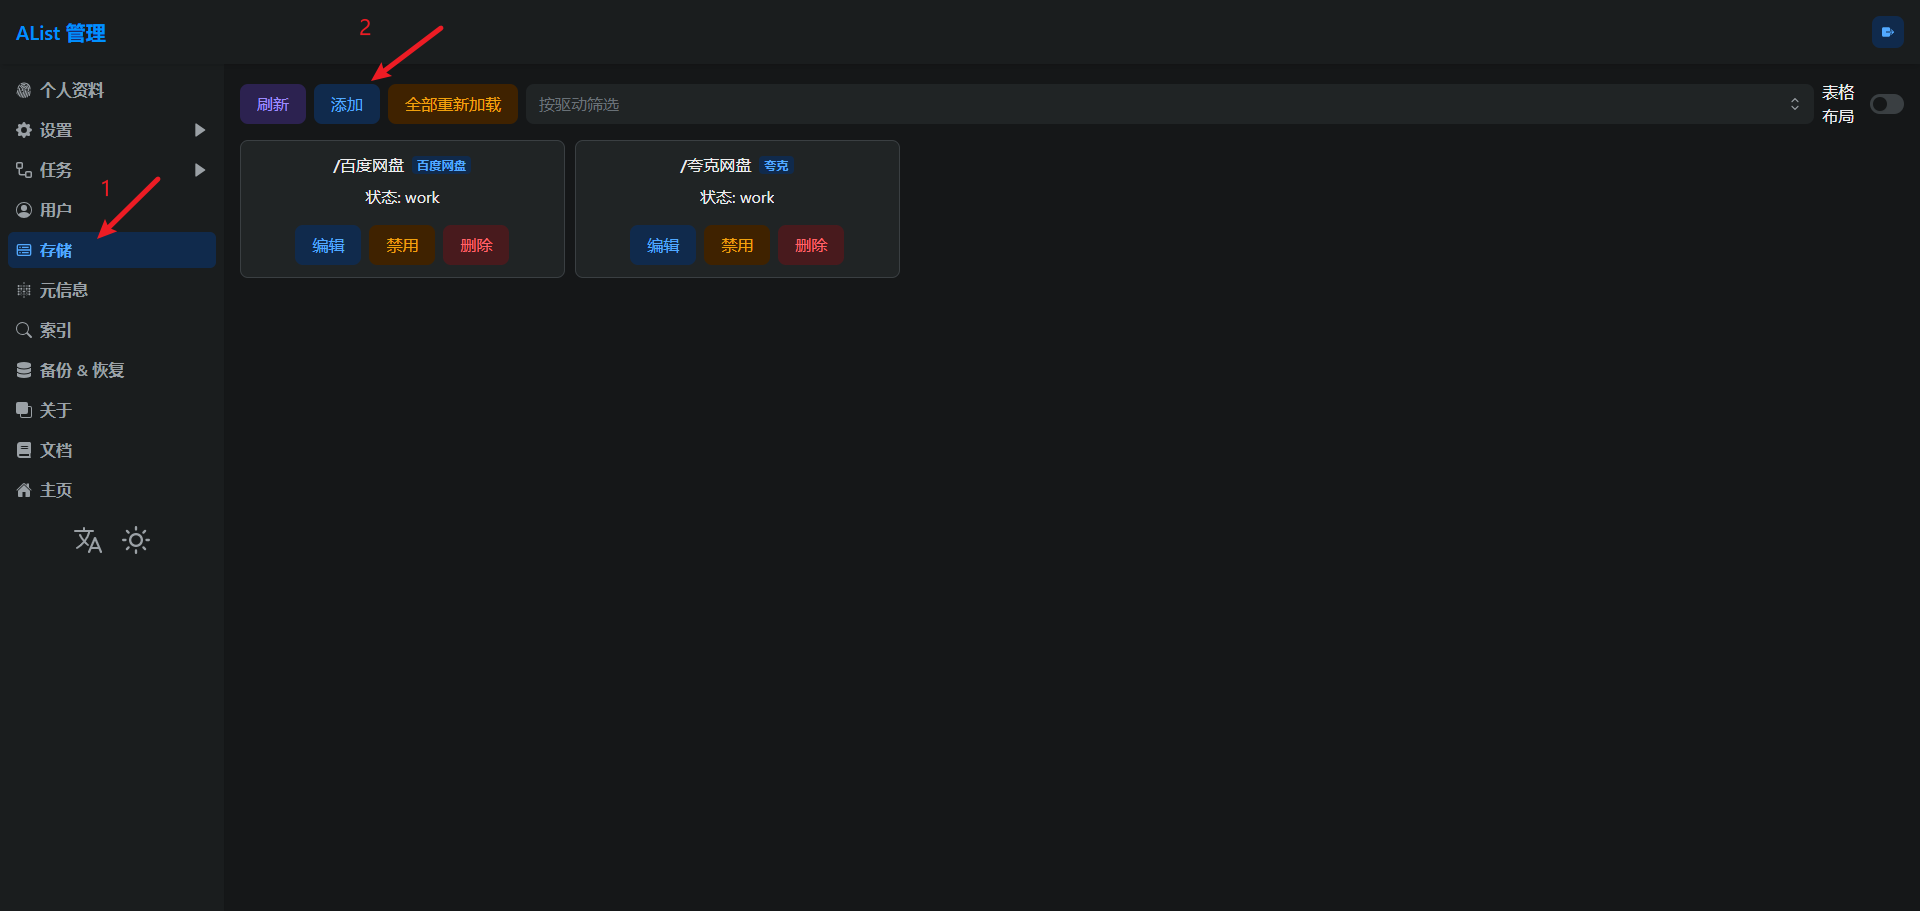 AList 管理
2
个人资料
设置
任务
1
用户
存储
元信息
索引
备份 & 恢复
关于
文档
主页
刷新 添加 全部重新加载 按驱动筛选 表格
布局
/百度网盘 百度网盘
状态: work
编辑 禁用 删除
/夸克网盘 夸克
状态: work
编辑 禁用 删除